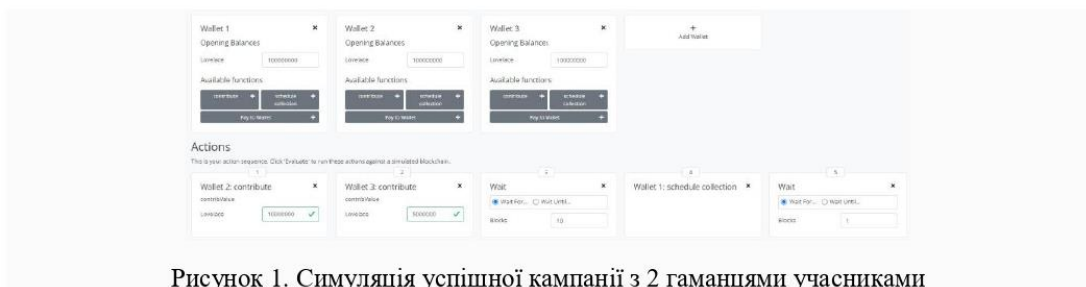 Wallet 1 × Wallet 2 × Wallet 3 × +
Add Wallet
Opening Balances Opening Balances Opening Balances
Lovelace 100000000 Lovelace 100000000 Lovelace 100000000
Available functions Available functions Available functions
contribute + schedule collection + contribute + schedule collection + contribute + schedule collection +
Pay to Wallet + Pay to Wallet + Pay to Wallet +
Actions
This is your action sequence. Click 'Evaluate' to run these actions against a simulated blockchain.
1 2 3 4 5
Wallet 2: contribute × Wallet 3: contribute × Wait × Wallet 1: schedule collection × Wait ×
contribValue contribValue Wait For... Wait Until... Wait For... Wait Until...
Lovelace Lovelace Blocks 10 Blocks 1
Рисунок 1. Симуляція успішної кампанії з 2 гаманцями учасниками